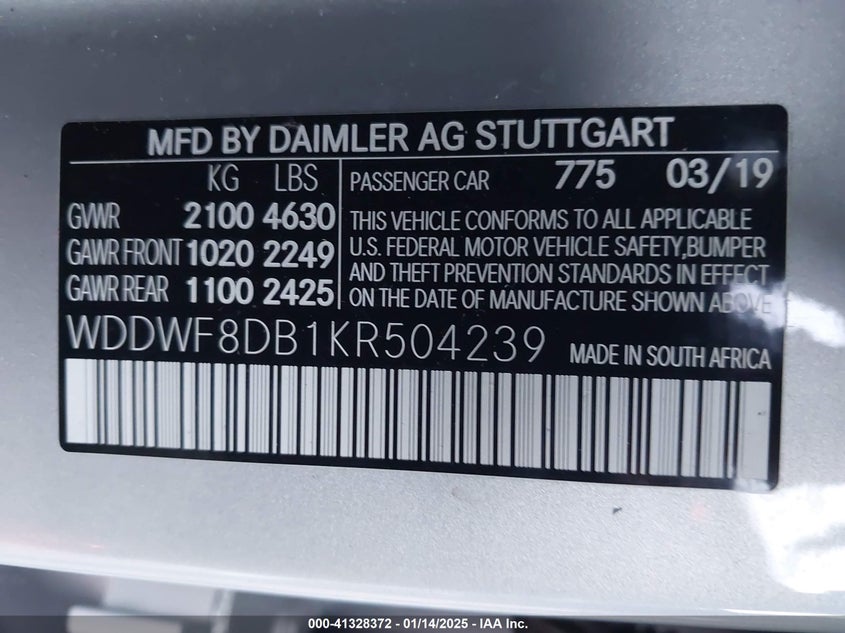 MFD BY DAIMLER AG STUTTGART
KG LBS
GVWR 2100 4630
GAWR FRONT 1020 2249
GAWR REAR 1100 2425
PASSENGER CAR 775 03/19
THIS VEHICLE CONFORMS TO ALL APPLICABLE
U.S. FEDERAL MOTOR VEHICLE SAFETY,BUMPER
AND THEFT PREVENTION STANDARDS IN EFFECT
ON THE DATE OF MANUFACTURE SHOWN ABOVE
WDDWF8DB1KR504239 MADE IN SOUTH AFRICA
000-41328372 / 01/14/2025 - IAA Inc.